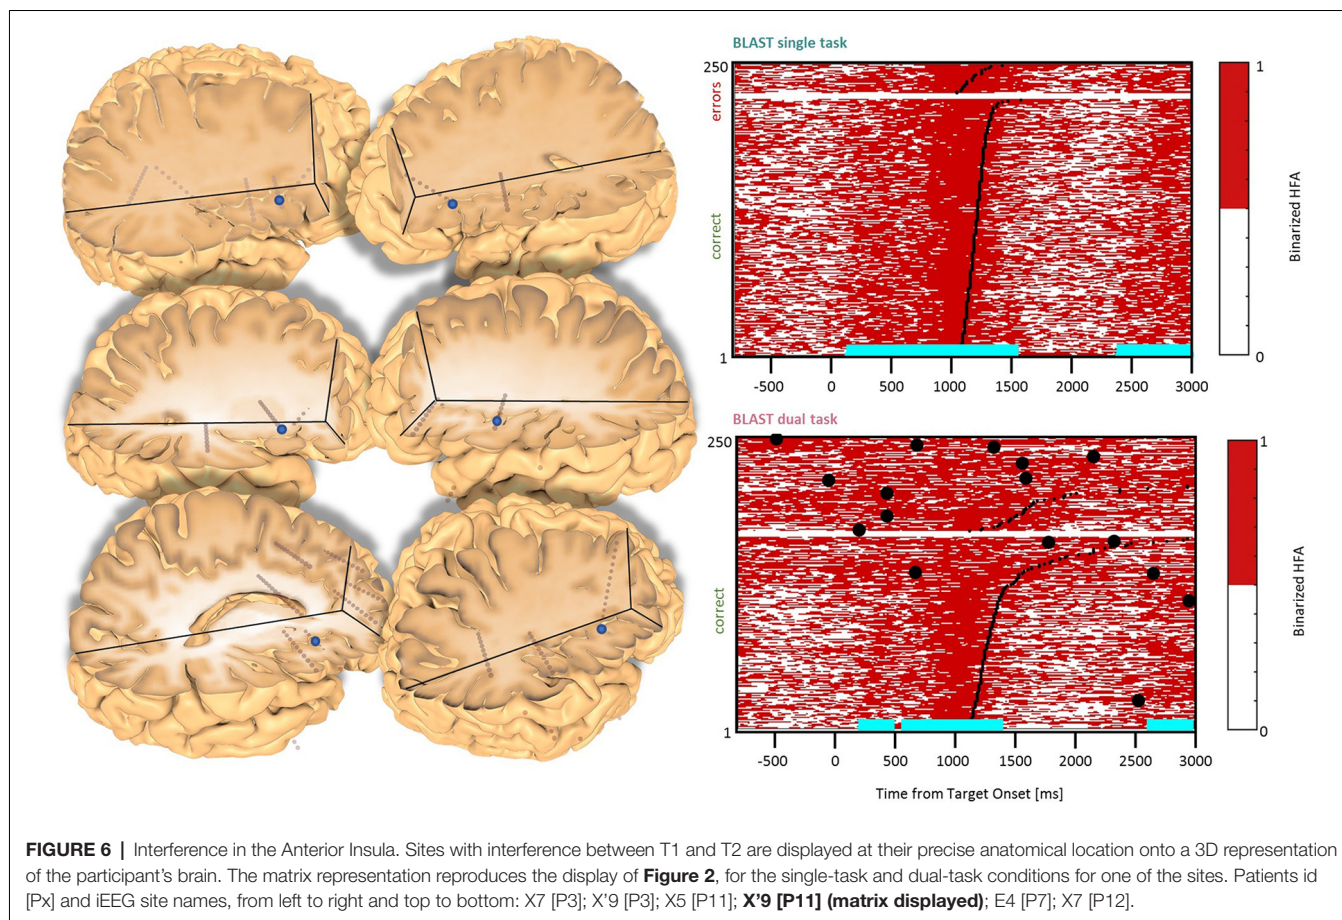 BLAST single task
250
errors
correct
1
-500 0 500 1000 1500 2000 2500 3000
1
Binarized HFA
0
BLAST dual task
250
correct
1
-500 0 500 1000 1500 2000 2500 3000
Time from Target Onset [ms]
1
Binarized HFA
0
FIGURE 6 | Interference in the Anterior Insula. Sites with interference between T1 and T2 are displayed at their precise anatomical location onto a 3D representation
of the participant's brain. The matrix representation reproduces the display of Figure 2, for the single-task and dual-task conditions for one of the sites. Patients id
[Px] and iEEG site names, from left to right and top to bottom: X7 [P3]; X'9 [P3]; X5 [P11]; X'9 [P11] (matrix displayed); E4 [P7]; X7 [P12].